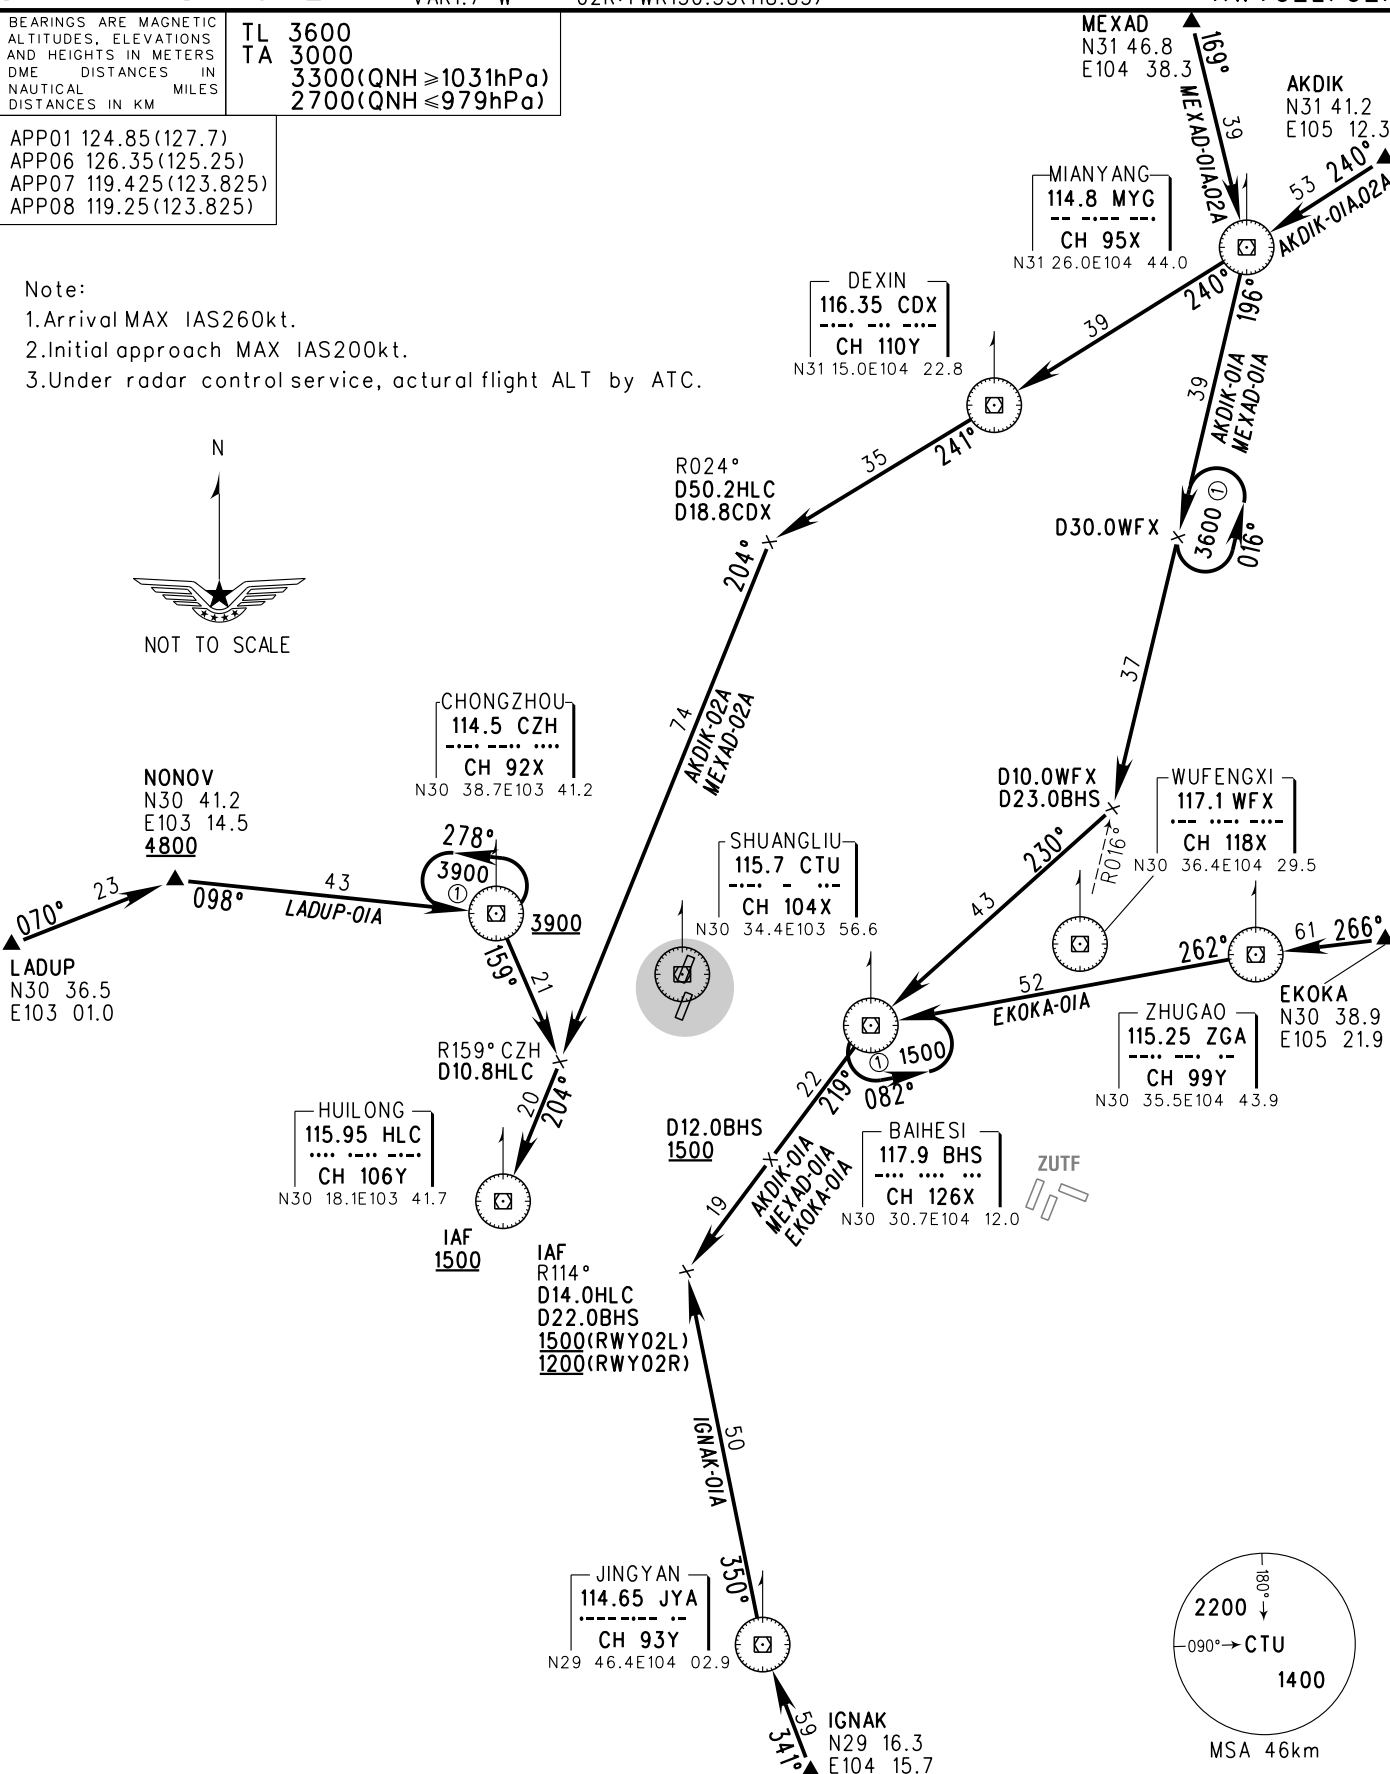 BEARINGS ARE MAGNETIC
ALTITUDES, ELEVATIONS
AND HEIGHTS IN METERS
DME DISTANCES IN
NAUTICAL MILES
DISTANCES IN KM
TL 3600
TA 3000
3300(QNH≥1031hPa)
2700(QNH≤979hPa)
APP01 124.85(127.7)
APP06 126.35(125.25)
APP07 119.425(123.825)
APP08 119.25(123.825)
Note:
1.Arrival MAX IAS260kt.
2.Initial approach MAX IAS200kt.
3.Under radar control service, actural flight ALT by ATC.
N
NOT TO SCALE
MEXAD
N31 46.8
E104 38.3
169°
39
MEXAD-01A,02A
AKDIK
N31 41.2
E105 12.3
240°
53
AKDIK-01A,02A
MIANYANG
114.8 MYG
-- -.-- --.
CH 95X
N31 26.0E104 44.0
240°
39
196°
39
AKDIK-01A
MEXAD-01A
DEXIN
116.35 CDX
-.-. -.. -..-
CH 110Y
N31 15.0E104 22.8
241°
35
R024°
D50.2HLC
D18.8CDX
204°
74
AKDIK-02A
MEXAD-02A
D30.0WFX
3600 ①
016°
37
D10.0WFX
D23.0BHS
R016°
230°
43
WUFENGXI
117.1 WFX
.-- ..-. -..-
CH 118X
N30 36.4E104 29.5
CHONGZHOU
114.5 CZH
-.-. --.. ....
CH 92X
N30 38.7E103 41.2
NONOV
N30 41.2
E103 14.5
4800
23
070°
LADUP
N30 36.5
E103 01.0
098°
43
LADUP-01A
278°
3900
①
3900
159°
21
SHUANGLIU
115.7 CTU
-.-. - ..-
CH 104X
N30 34.4E103 56.6
R159° CZH
D10.8HLC
20
204°
HUILONG
115.95 HLC
.... .-.. -.-.
CH 106Y
N30 18.1E103 41.7
IAF
1500
262°
52
EKOKA-01A
61
266°
EKOKA
N30 38.9
E105 21.9
ZHUGAO
115.25 ZGA
--.. --. .-
CH 99Y
N30 35.5E104 43.9
① 1500
082°
22
219°
BAIHESI
117.9 BHS
-... .... ...
CH 126X
N30 30.7E104 12.0
ZUTF
D12.0BHS
1500
19
AKDIK-01A
MEXAD-01A
EKOKA-01A
IAF
R114°
D14.0HLC
D22.0BHS
1500(RWY02L)
1200(RWY02R)
50
IGNAK-01A
350°
JINGYAN
114.65 JYA
.--- -.-- .-
CH 93Y
N29 46.4E104 02.9
59
341°
IGNAK
N29 16.3
E104 15.7
180°
2200
090°
CTU
1400
MSA 46km